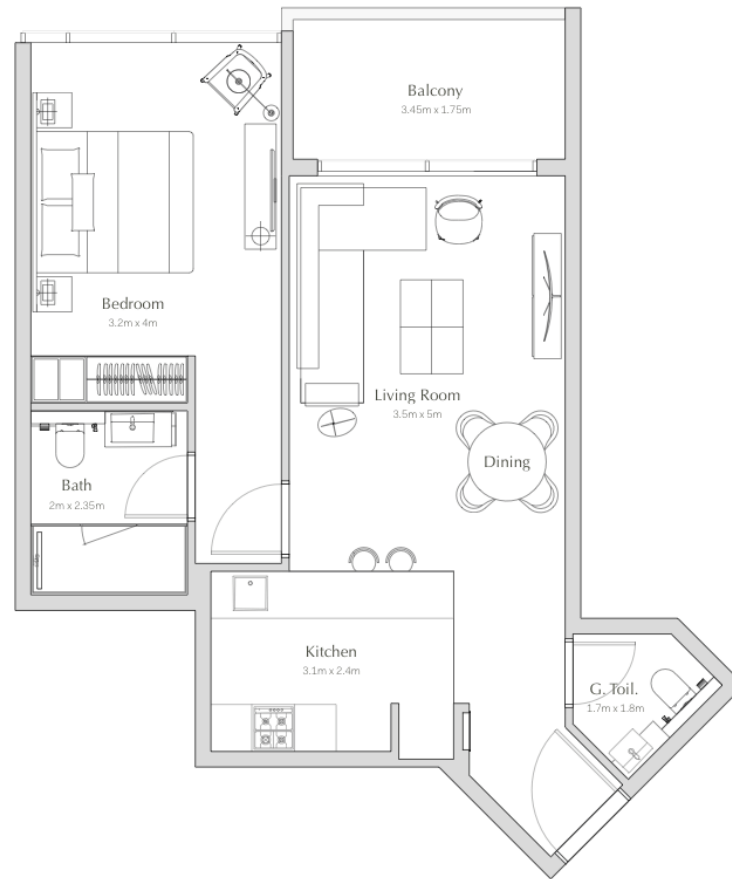 Balcony
3.45m x 1.75m
Bedroom
3.2m x 4m
Living Room
3.5m x 5m
Dining
Bath
2m x 2.35m
Kitchen
3.1m x 2.4m
G. Toil.
1.7m x 1.8m